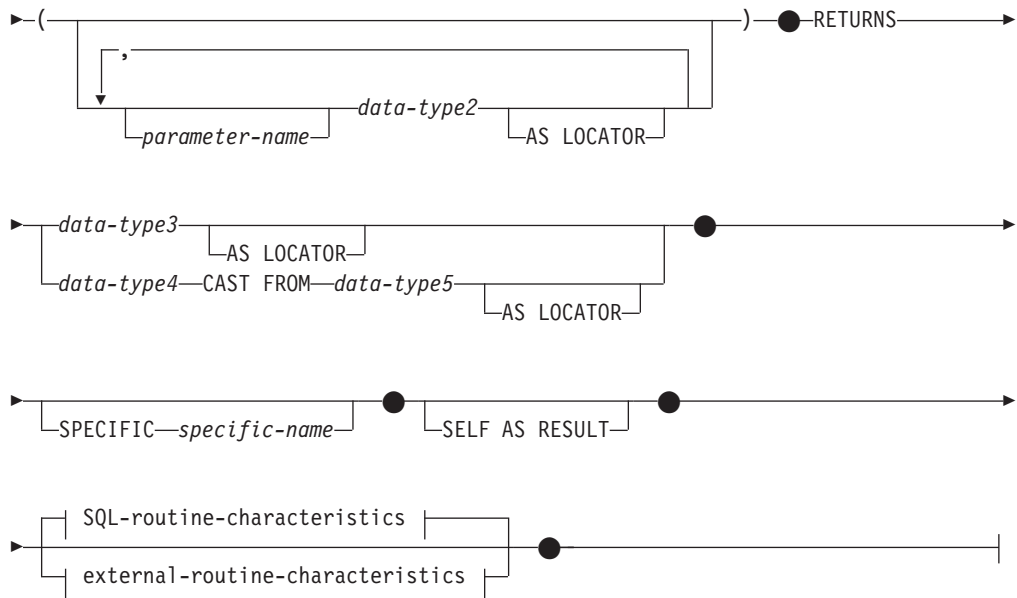 ( ) RETURNS
,
data-type2
parameter-name AS LOCATOR
data-type3
AS LOCATOR
data-type4 CAST FROM data-type5
AS LOCATOR
SPECIFIC specific-name SELF AS RESULT
SQL-routine-characteristics
external-routine-characteristics